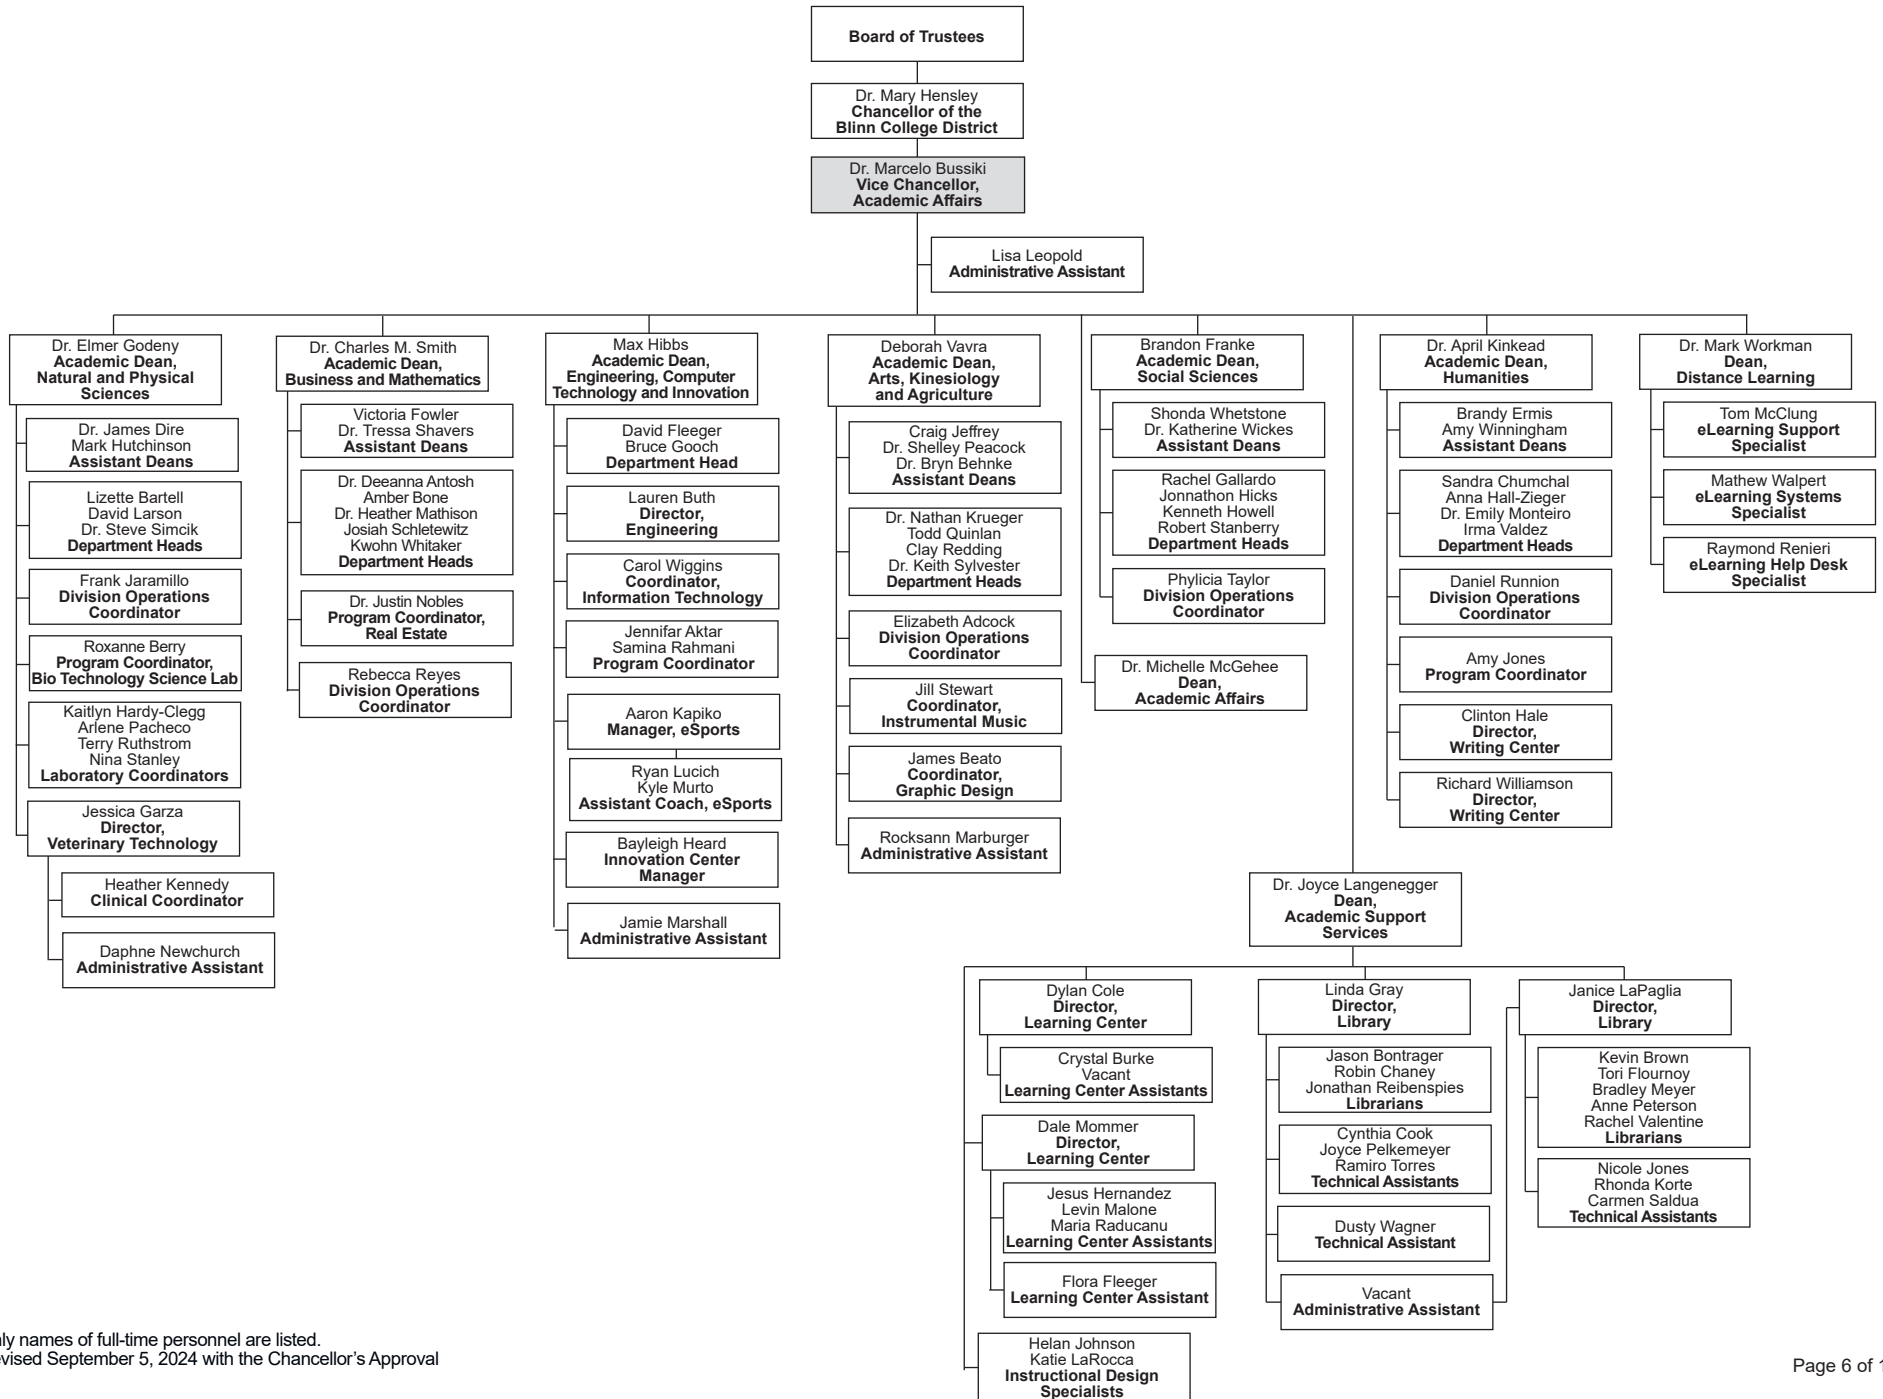 Board of Trustees
Dr. Mary Hensley
Chancellor of the
Blinn College District
Dr. Marcelo Bussiki
Vice Chancellor,
Academic Affairs
Lisa Leopold
Administrative Assistant
Dr. Elmer Godeny
Academic Dean,
Natural and Physical
Sciences
Dr. James Dire
Mark Hutchinson
Assistant Deans
Lizette Bartell
David Larson
Dr. Steve Simcik
Department Heads
Frank Jaramillo
Division Operations
Coordinator
Roxanne Berry
Program Coordinator,
Bio Technology Science Lab
Kaitlyn Hardy-Clegg
Arlene Pacheco
Terry Ruthstrom
Nina Stanley
Laboratory Coordinators
Jessica Garza
Director,
Veterinary Technology
Heather Kennedy
Clinical Coordinator
Daphne Newchurch
Administrative Assistant
Dr. Charles M. Smith
Academic Dean,
Business and Mathematics
Victoria Fowler
Dr. Tressa Shavers
Assistant Deans
Dr. Deeanna Antosh
Amber Bone
Dr. Heather Mathison
Josiah Schletewitz
Kwohn Whitaker
Department Heads
Dr. Justin Nobles
Program Coordinator,
Real Estate
Rebecca Reyes
Division Operations
Coordinator
Max Hibbs
Academic Dean,
Engineering, Computer
Technology and Innovation
David Fleeger
Bruce Gooch
Department Head
Lauren Buth
Director,
Engineering
Carol Wiggins
Coordinator,
Information Technology
Jennifar Aktar
Samina Rahmani
Program Coordinator
Aaron Kapiko
Manager, eSports
Ryan Lucich
Kyle Murto
Assistant Coach, eSports
Bayleigh Heard
Innovation Center
Manager
Jamie Marshall
Administrative Assistant
Deborah Vavra
Academic Dean,
Arts, Kinesiology
and Agriculture
Craig Jeffrey
Dr. Shelley Peacock
Dr. Bryn Behnke
Assistant Deans
Dr. Nathan Krueger
Todd Quinlan
Clay Redding
Dr. Keith Sylvester
Department Heads
Elizabeth Adcock
Division Operations
Coordinator
Jill Stewart
Coordinator,
Instrumental Music
James Beato
Coordinator,
Graphic Design
Rocksann Marburger
Administrative Assistant
Brandon Franke
Academic Dean,
Social Sciences
Shonda Whetstone
Dr. Katherine Wickes
Assistant Deans
Rachel Gallardo
Jonnathon Hicks
Kenneth Howell
Robert Stanberry
Department Heads
Phylicia Taylor
Division Operations
Coordinator
Dr. Michelle McGehee
Dean,
Academic Affairs
Dr. April Kinkead
Academic Dean,
Humanities
Brandy Ermis
Amy Winningham
Assistant Deans
Sandra Chumchal
Anna Hall-Zieger
Dr. Emily Monteiro
Irma Valdez
Department Heads
Daniel Runnion
Division Operations
Coordinator
Amy Jones
Program Coordinator
Clinton Hale
Director,
Writing Center
Richard Williamson
Director,
Writing Center
Dr. Mark Workman
Dean,
Distance Learning
Tom McClung
eLearning Support
Specialist
Mathew Walpert
eLearning Systems
Specialist
Raymond Renieri
eLearning Help Desk
Specialist
Dr. Joyce Langenegger
Dean,
Academic Support
Services
Dylan Cole
Director,
Learning Center
Crystal Burke
Vacant
Learning Center Assistants
Dale Mommer
Director,
Learning Center
Jesus Hernandez
Levin Malone
Maria Raducanu
Learning Center Assistants
Flora Fleeger
Learning Center Assistant
Helan Johnson
Katie LaRocca
Instructional Design
Specialists
Linda Gray
Director,
Library
Jason Bontrager
Robin Chaney
Jonathan Reibenspies
Librarians
Cynthia Cook
Joyce Pelkemeyer
Ramiro Torres
Technical Assistants
Dusty Wagner
Technical Assistant
Vacant
Administrative Assistant
Janice LaPaglia
Director,
Library
Kevin Brown
Tori Flournoy
Bradley Meyer
Anne Peterson
Rachel Valentine
Librarians
Nicole Jones
Rhonda Korte
Carmen Saldua
Technical Assistants
names of full-time personnel are listed.
September 5, 2024 with the Chancellor's Approval
Page 6 of